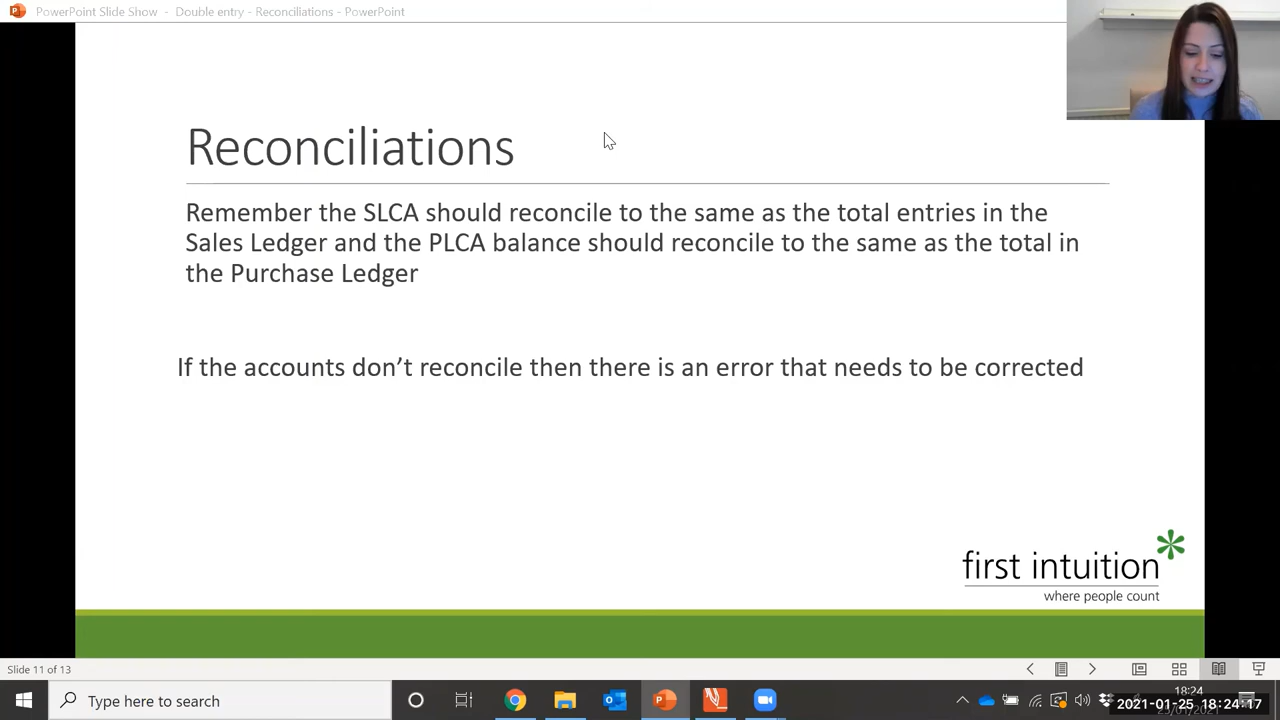 PowerPoint Slide Show - Double entry - Reconciliations - PowerPoint
Reconciliations
Remember the SLCA should reconcile to the same as the total entries in the
Sales Ledger and the PLCA balance should reconcile to the same as the total in
the Purchase Ledger
If the accounts don’t reconcile then there is an error that needs to be corrected
first intuition
where people count
Slide 11 of 13
Type here to search
18:24
2021-01-25 18:24:17